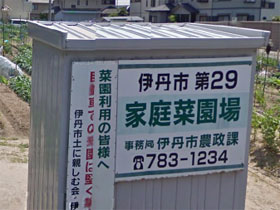 伊丹市 第29
家庭菜園場
事務局 伊丹市農政課
☎783-1234
菜園利用の皆様へ
伊丹市土に親しむ会・伊